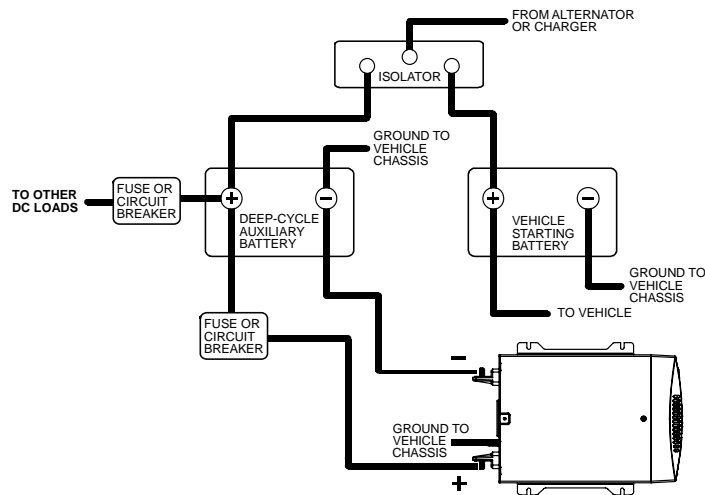 FROM ALTERNATOR
OR CHARGER
ISOLATOR
GROUND TO
VEHICLE
CHASSIS
TO OTHER
DC LOADS
FUSE OR
CIRCUIT
BREAKER
+
−
DEEP-CYCLE
AUXILIARY
BATTERY
+
−
VEHICLE
STARTING
BATTERY
GROUND TO
VEHICLE
CHASSIS
TO VEHICLE
FUSE OR
CIRCUIT
BREAKER
−
GROUND TO
VEHICLE
CHASSIS
+